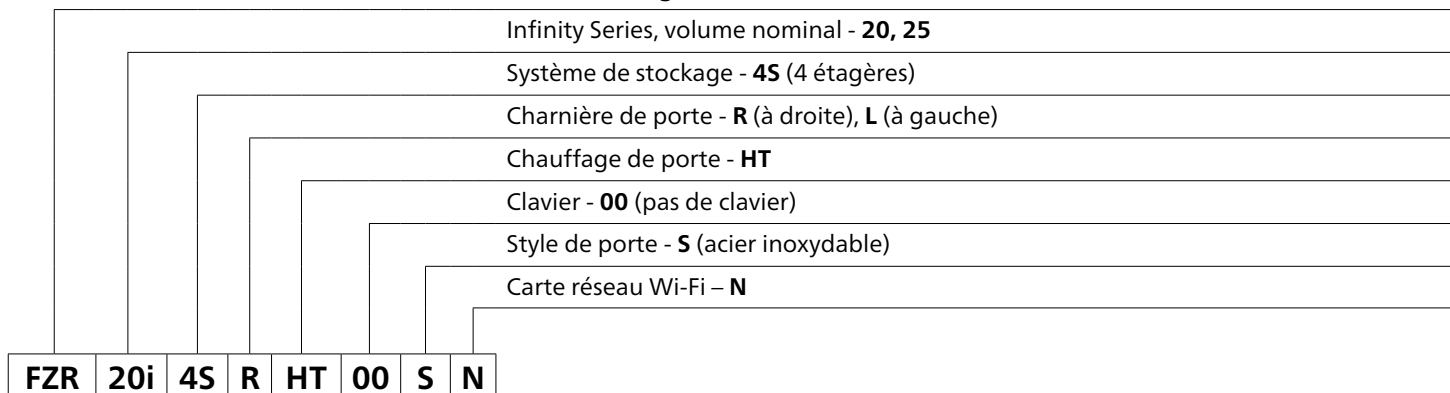 Infinity Series, volume nominal - 20, 25
Système de stockage - 4S (4 étagères)
Charnière de porte - R (à droite), L (à gauche)
Chauffage de porte - HT
Clavier - 00 (pas de clavier)
Style de porte - S (acier inoxydable)
Carte réseau Wi-Fi – N
FZR 20i 4S R HT 00 S N